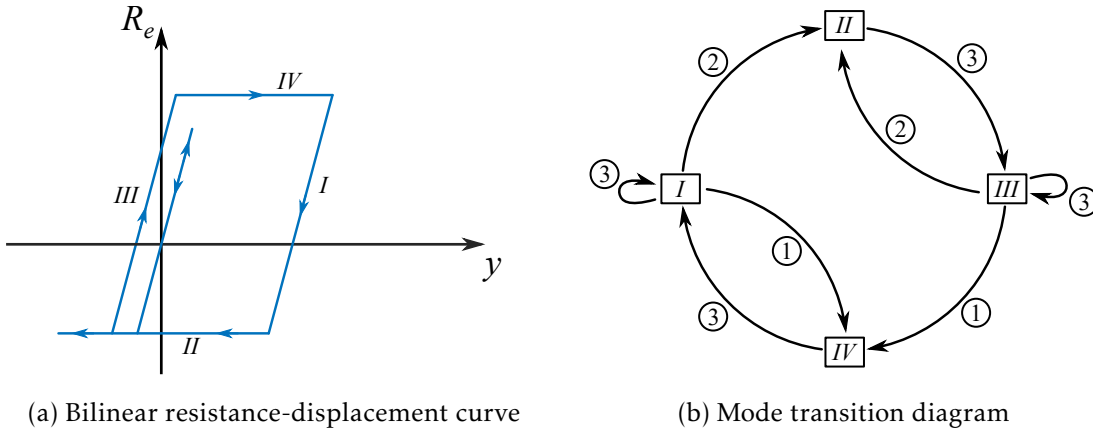 R_e
IV
III
I
y
II
(a) Bilinear resistance-displacement curve
II
②
③
②
③
I
III
③
①
③
①
IV
(b) Mode transition diagram